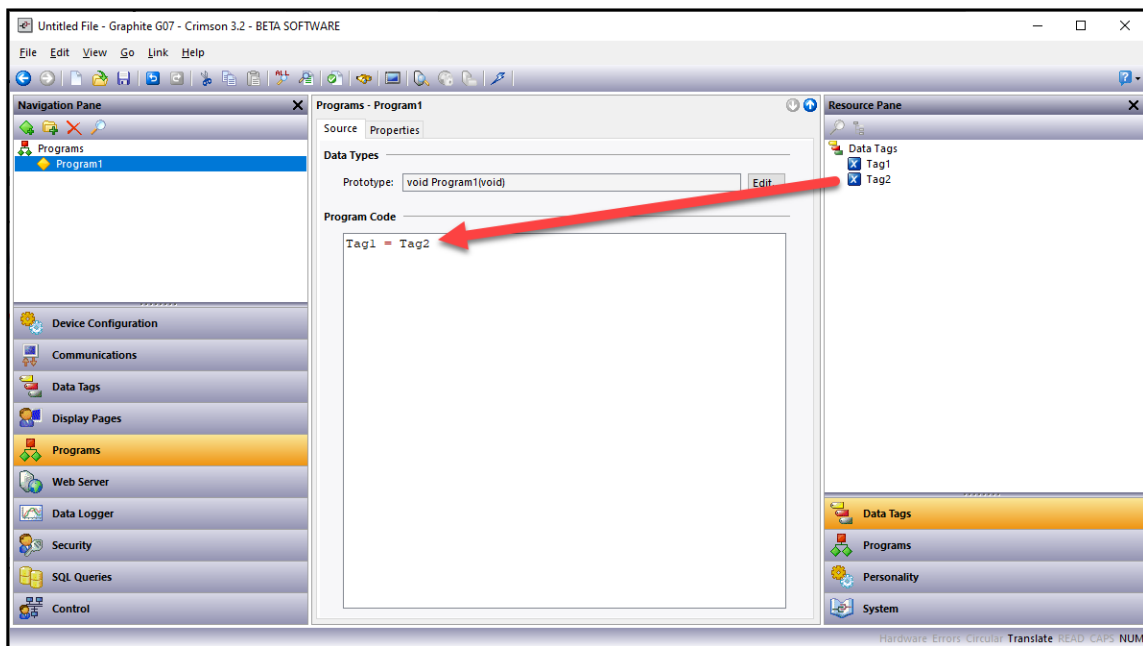 Untitled File - Graphite G07 - Crimson 3.2 - BETA SOFTWARE
File Edit View Go Link Help
Navigation Pane
Programs
Program1
Device Configuration
Communications
Data Tags
Display Pages
Programs
Web Server
Data Logger
Security
SQL Queries
Control
Programs - Program1
Source Properties
Data Types
Prototype: void Program1(void) Edit...
Program Code
Tag1 = Tag2
Resource Pane
Data Tags
Tag1
Tag2
Data Tags
Programs
Personality
System
Hardware Errors Circular Translate READ CAPS NUM